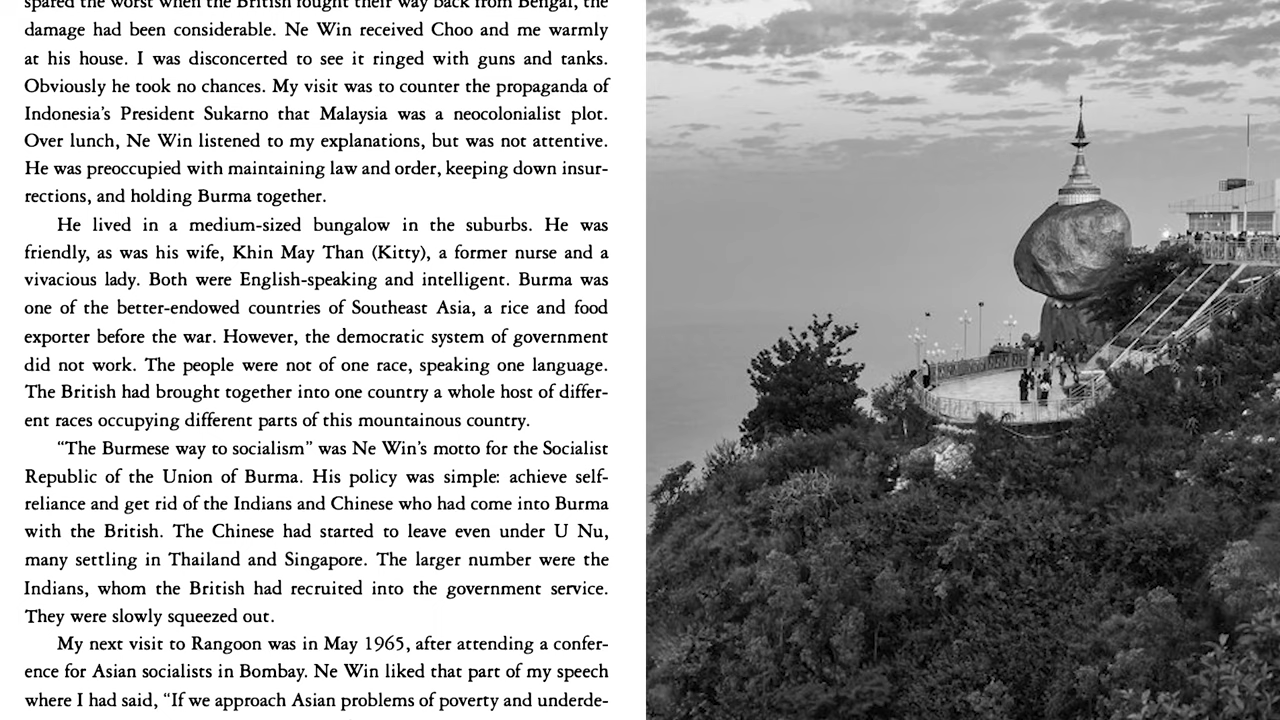 spared the worst when the British fought their way back from Bengal, the
damage had been considerable. Ne Win received Choo and me warmly
at his house. I was disconcerted to see it ringed with guns and tanks.
Obviously he took no chances. My visit was to counter the propaganda of
Indonesia’s President Sukarno that Malaysia was a neocolonialist plot.
Over lunch, Ne Win listened to my explanations, but was not attentive.
He was preoccupied with maintaining law and order, keeping down insur-
rections, and holding Burma together.
He lived in a medium-sized bungalow in the suburbs. He was
friendly, as was his wife, Khin May Than (Kitty), a former nurse and a
vivacious lady. Both were English-speaking and intelligent. Burma was
one of the better-endowed countries of Southeast Asia, a rice and food
exporter before the war. However, the democratic system of government
did not work. The people were not of one race, speaking one language.
The British had brought together into one country a whole host of differ-
ent races occupying different parts of this mountainous country.
“The Burmese way to socialism” was Ne Win’s motto for the Socialist
Republic of the Union of Burma. His policy was simple: achieve self-
reliance and get rid of the Indians and Chinese who had come into Burma
with the British. The Chinese had started to leave even under U Nu,
many settling in Thailand and Singapore. The larger number were the
Indians, whom the British had recruited into the government service.
They were slowly squeezed out.
My next visit to Rangoon was in May 1965, after attending a confer-
ence for Asian socialists in Bombay. Ne Win liked that part of my speech
where I had said, “If we approach Asian problems of poverty and underde-